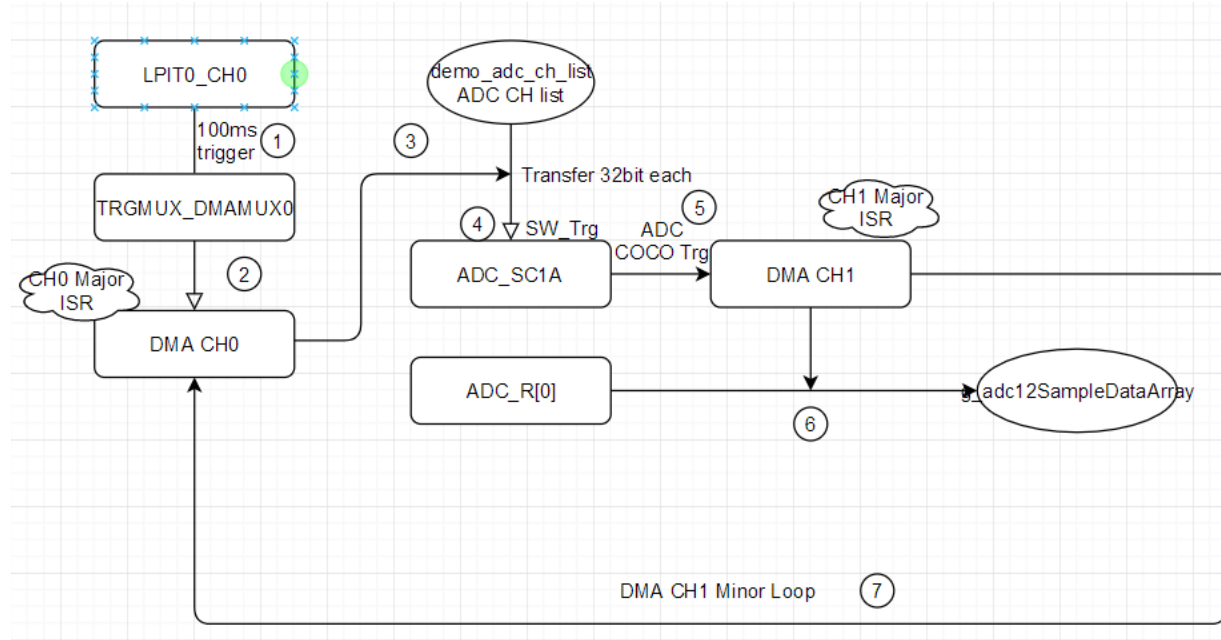 LPIT0_CH0
demo_adc_ch_list
ADC CH list
100ms
trigger
1
3
Transfer 32bit each
TRGMUX_DMAMUX0
4
SW_Trg
5
ADC
COCO Trg
CH1 Major
ISR
2
CH0 Major
ISR
ADC_SC1A
DMA CH1
DMA CH0
ADC_R[0]
g_adc12SampleDataArray
6
DMA CH1 Minor Loop
7